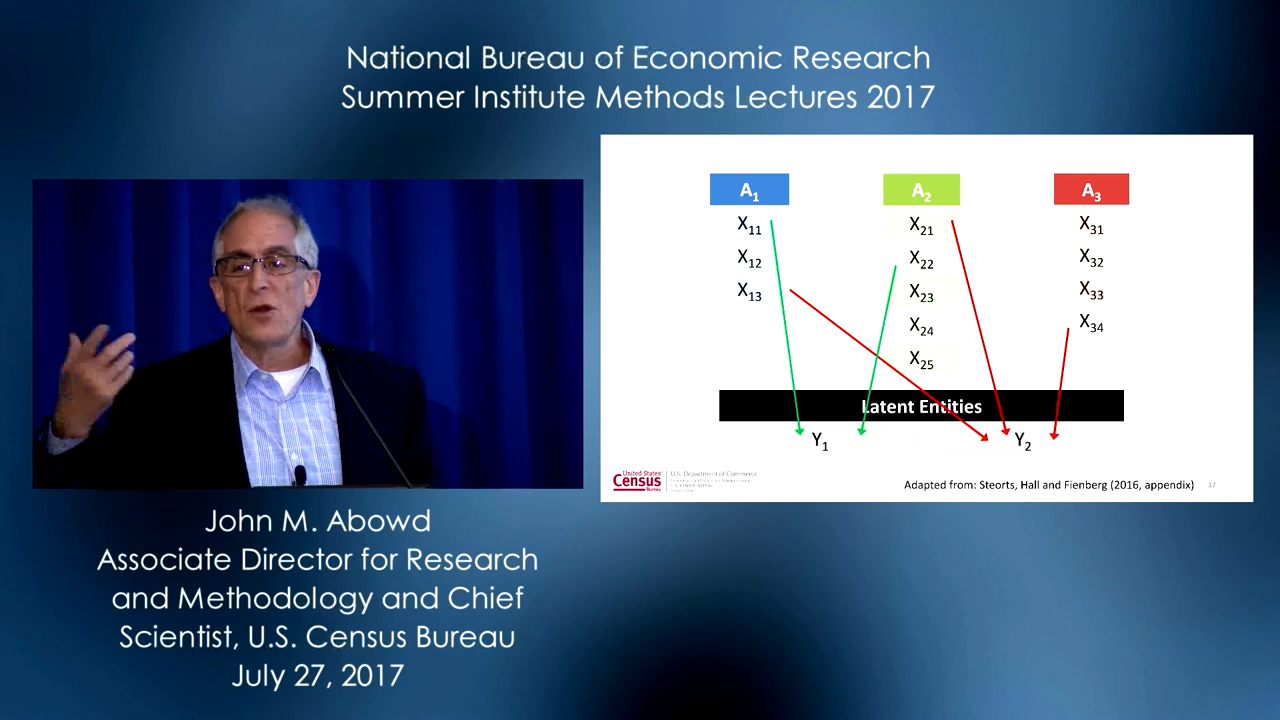 National Bureau of Economic Research
Summer Institute Methods Lectures 2017
A1 A2 A3
X11 X21 X31
X12 X22 X32
X13 X23 X33
X24 X34
X25
Latent Entities
Y1 Y2
United States
Census
Bureau
U.S. Department of Commerce
Adapted from: Steorts, Hall and Fienberg (2016, appendix)
37
John M. Abowd
Associate Director for Research
and Methodology and Chief
Scientist, U.S. Census Bureau
July 27, 2017